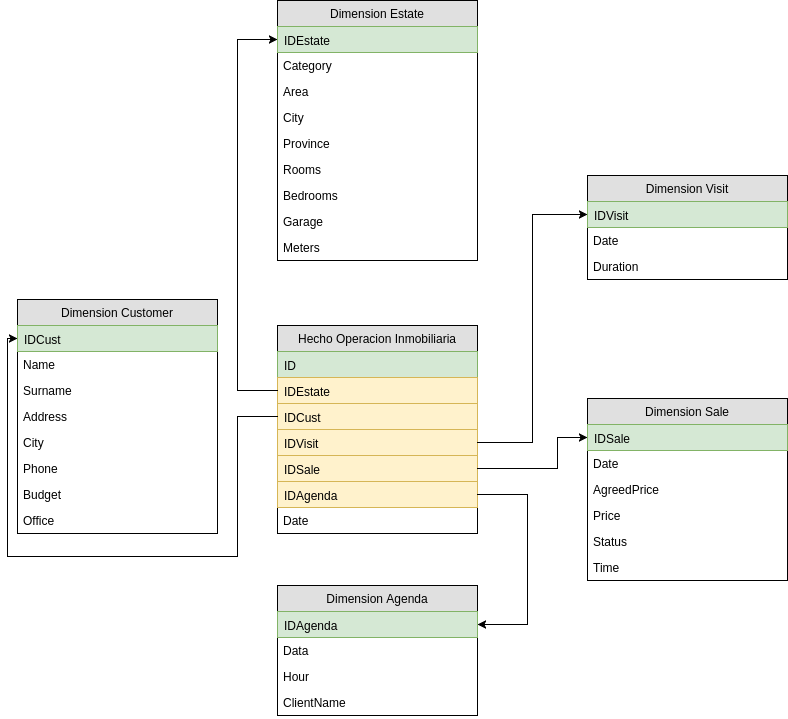 Dimension Estate
IDEstate
Category
Area
City
Province
Rooms
Bedrooms
Garage
Meters
Dimension Visit
IDVisit
Date
Duration
Dimension Customer
IDCust
Name
Surname
Address
City
Phone
Budget
Office
Hecho Operacion Inmobiliaria
ID
IDEstate
IDCust
IDVisit
IDSale
IDAgenda
Date
Dimension Sale
IDSale
Date
AgreedPrice
Price
Status
Time
Dimension Agenda
IDAgenda
Data
Hour
ClientName